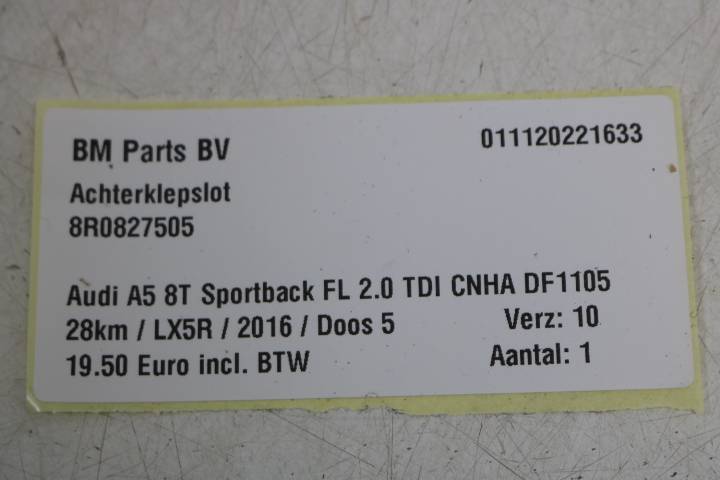 BM Parts BV 011120221633
Achterklepslot
8R0827505
Audi A5 8T Sportback FL 2.0 TDI CNHA DF1105
28km / LX5R / 2016 / Doos 5 Verz: 10
19.50 Euro incl. BTW Aantal: 1